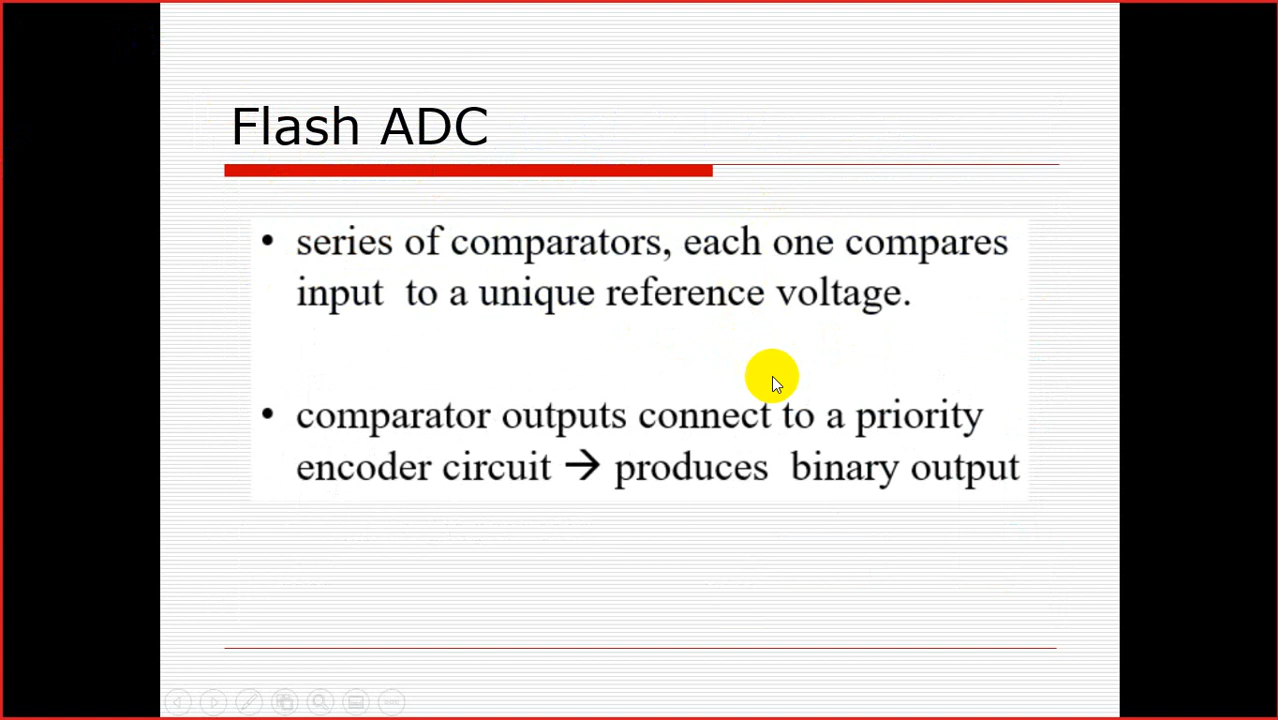 Flash ADC
• series of comparators, each one compares
input to a unique reference voltage.
• comparator outputs connect to a priority
encoder circuit → produces binary output